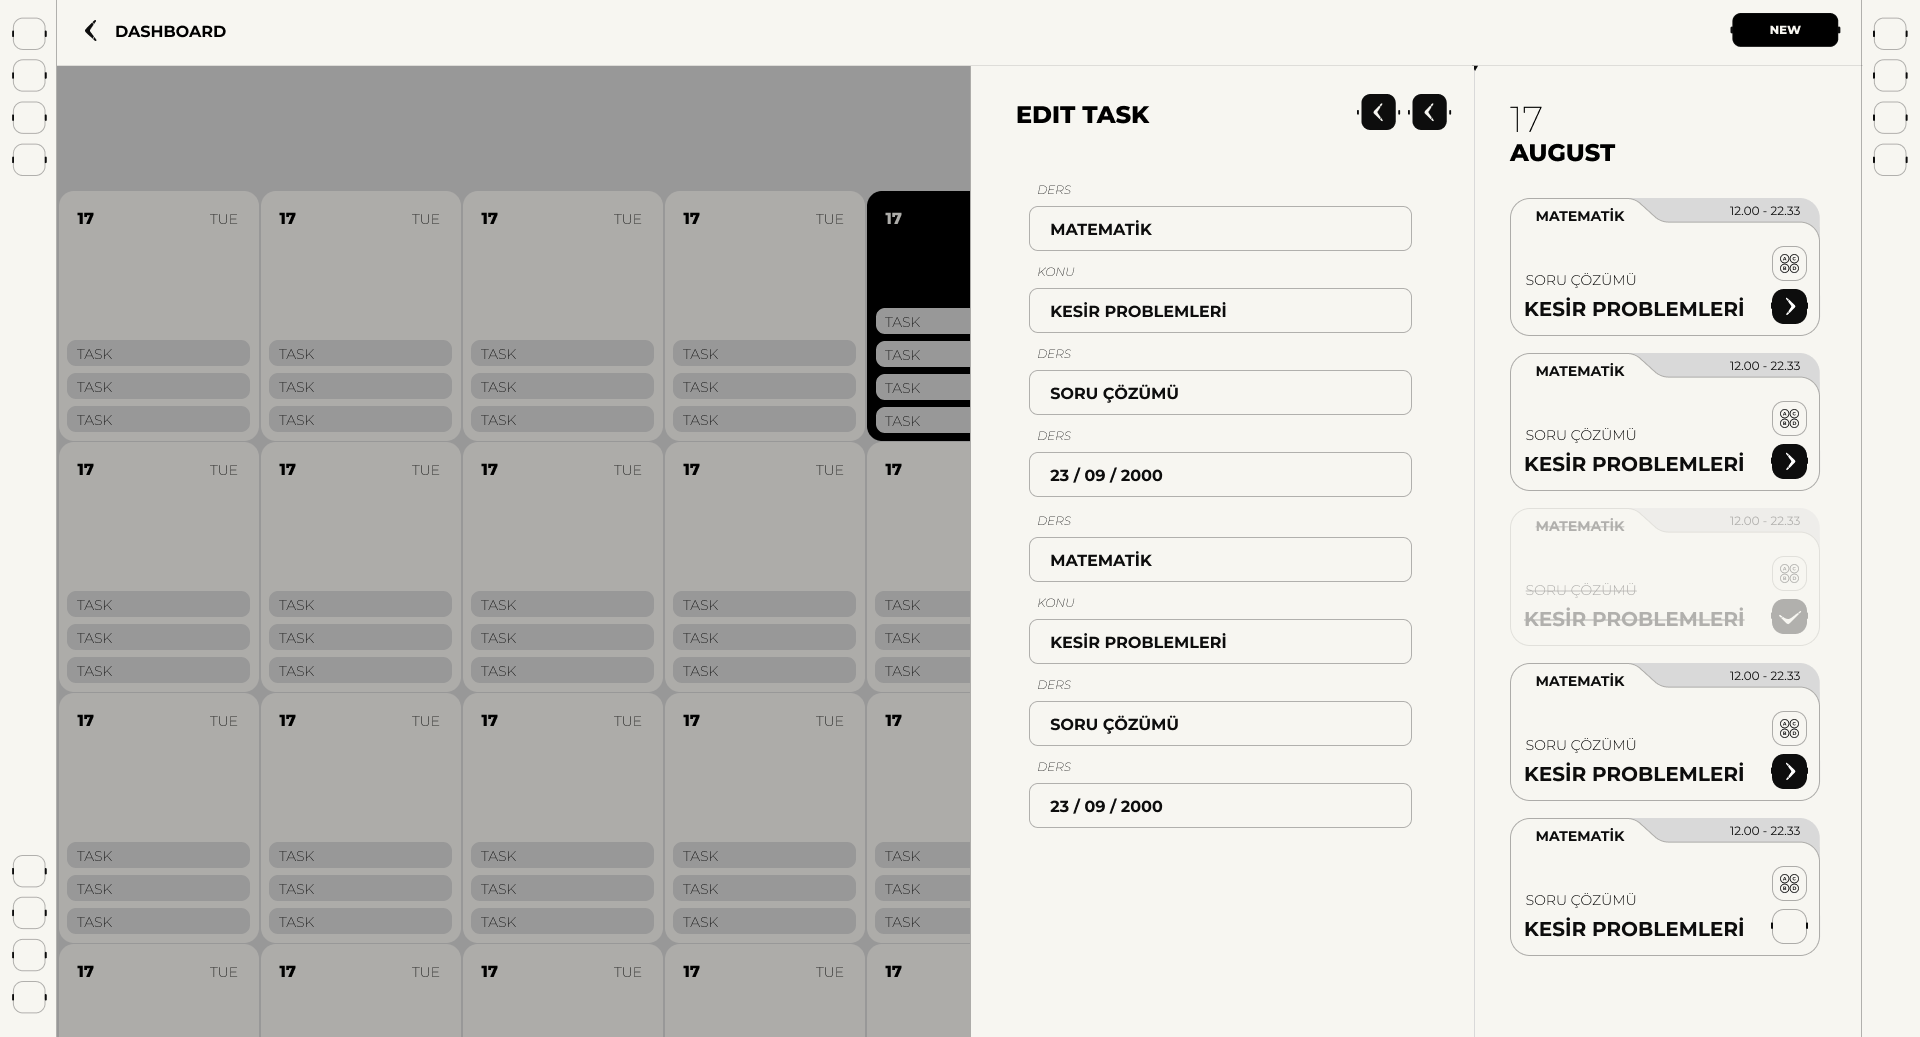 DASHBOARD
NEW
17 TUE
TASK
TASK
TASK
17 TUE
TASK
TASK
TASK
17 TUE
TASK
TASK
TASK
17 TUE
TASK
TASK
TASK
17
TASK
TASK
TASK
TASK
17 TUE
TASK
TASK
TASK
17 TUE
TASK
TASK
TASK
17 TUE
TASK
TASK
TASK
17 TUE
TASK
TASK
TASK
17
TASK
TASK
TASK
17 TUE
TASK
TASK
TASK
17 TUE
TASK
TASK
TASK
17 TUE
TASK
TASK
TASK
17 TUE
TASK
TASK
TASK
17
TASK
TASK
TASK
17 TUE
17 TUE
17 TUE
17 TUE
17
EDIT TASK
DERS
MATEMATİK
KONU
KESİR PROBLEMLERİ
DERS
SORU ÇÖZÜMÜ
DERS
23 / 09 / 2000
DERS
MATEMATİK
KONU
KESİR PROBLEMLERİ
DERS
SORU ÇÖZÜMÜ
DERS
23 / 09 / 2000
17
AUGUST
MATEMATİK 12.00 - 22.33
A C
B D
SORU ÇÖZÜMÜ
KESİR PROBLEMLERİ
MATEMATİK 12.00 - 22.33
A C
B D
SORU ÇÖZÜMÜ
KESİR PROBLEMLERİ
MATEMATİK 12.00 - 22.33
A C
B D
SORU ÇÖZÜMÜ
KESİR PROBLEMLERİ
MATEMATİK 12.00 - 22.33
A C
B D
SORU ÇÖZÜMÜ
KESİR PROBLEMLERİ
MATEMATİK 12.00 - 22.33
A C
B D
SORU ÇÖZÜMÜ
KESİR PROBLEMLERİ